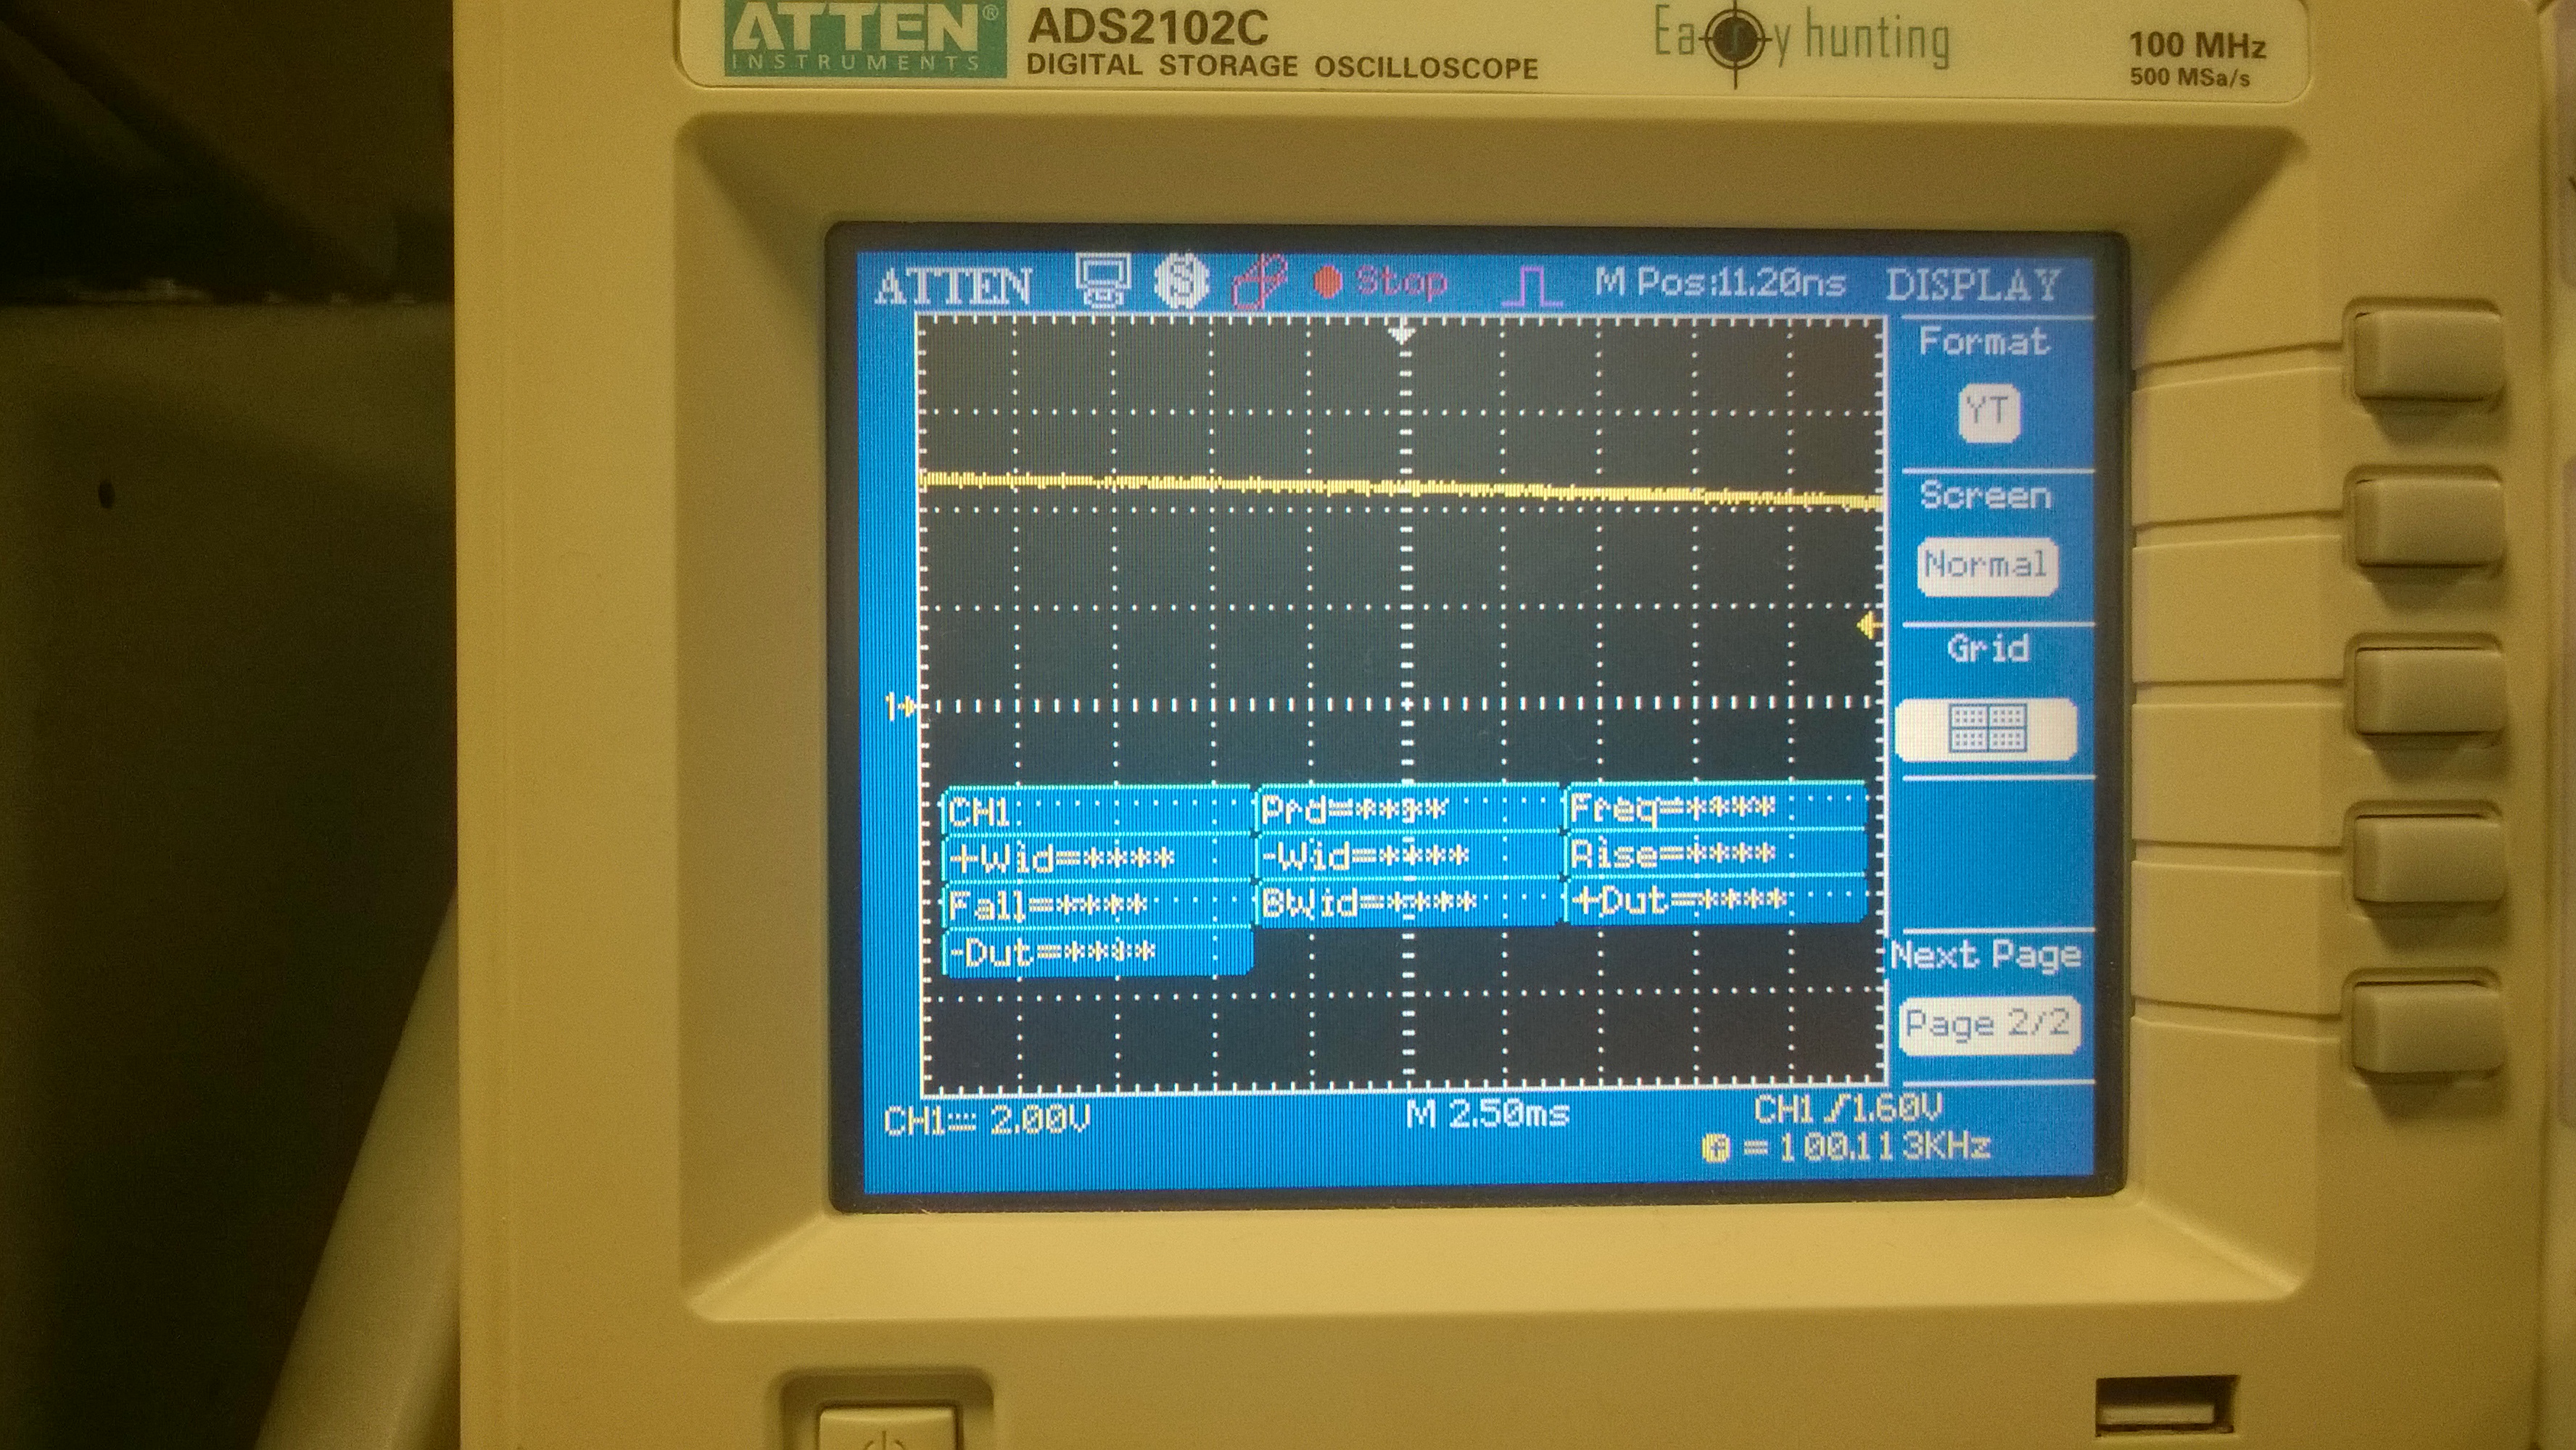 ATTEN® ADS2102C
INSTRUMENTS DIGITAL STORAGE OSCILLOSCOPE
Easy hunting
100 MHz
500 MSa/s
ATTEN Stop M Pos:11.20ns DISPLAY
Format
YT
Screen
Normal
Grid
1
CH1 Prd=**** Freq=****
+Wid=**** -Wid=**** Rise=****
Fall=**** BWid=**** +Dut=****
-Dut=****
Next Page
Page 2/2
CH1 2.00V M 2.50ms CH1 /1.60V
= 100.113KHz